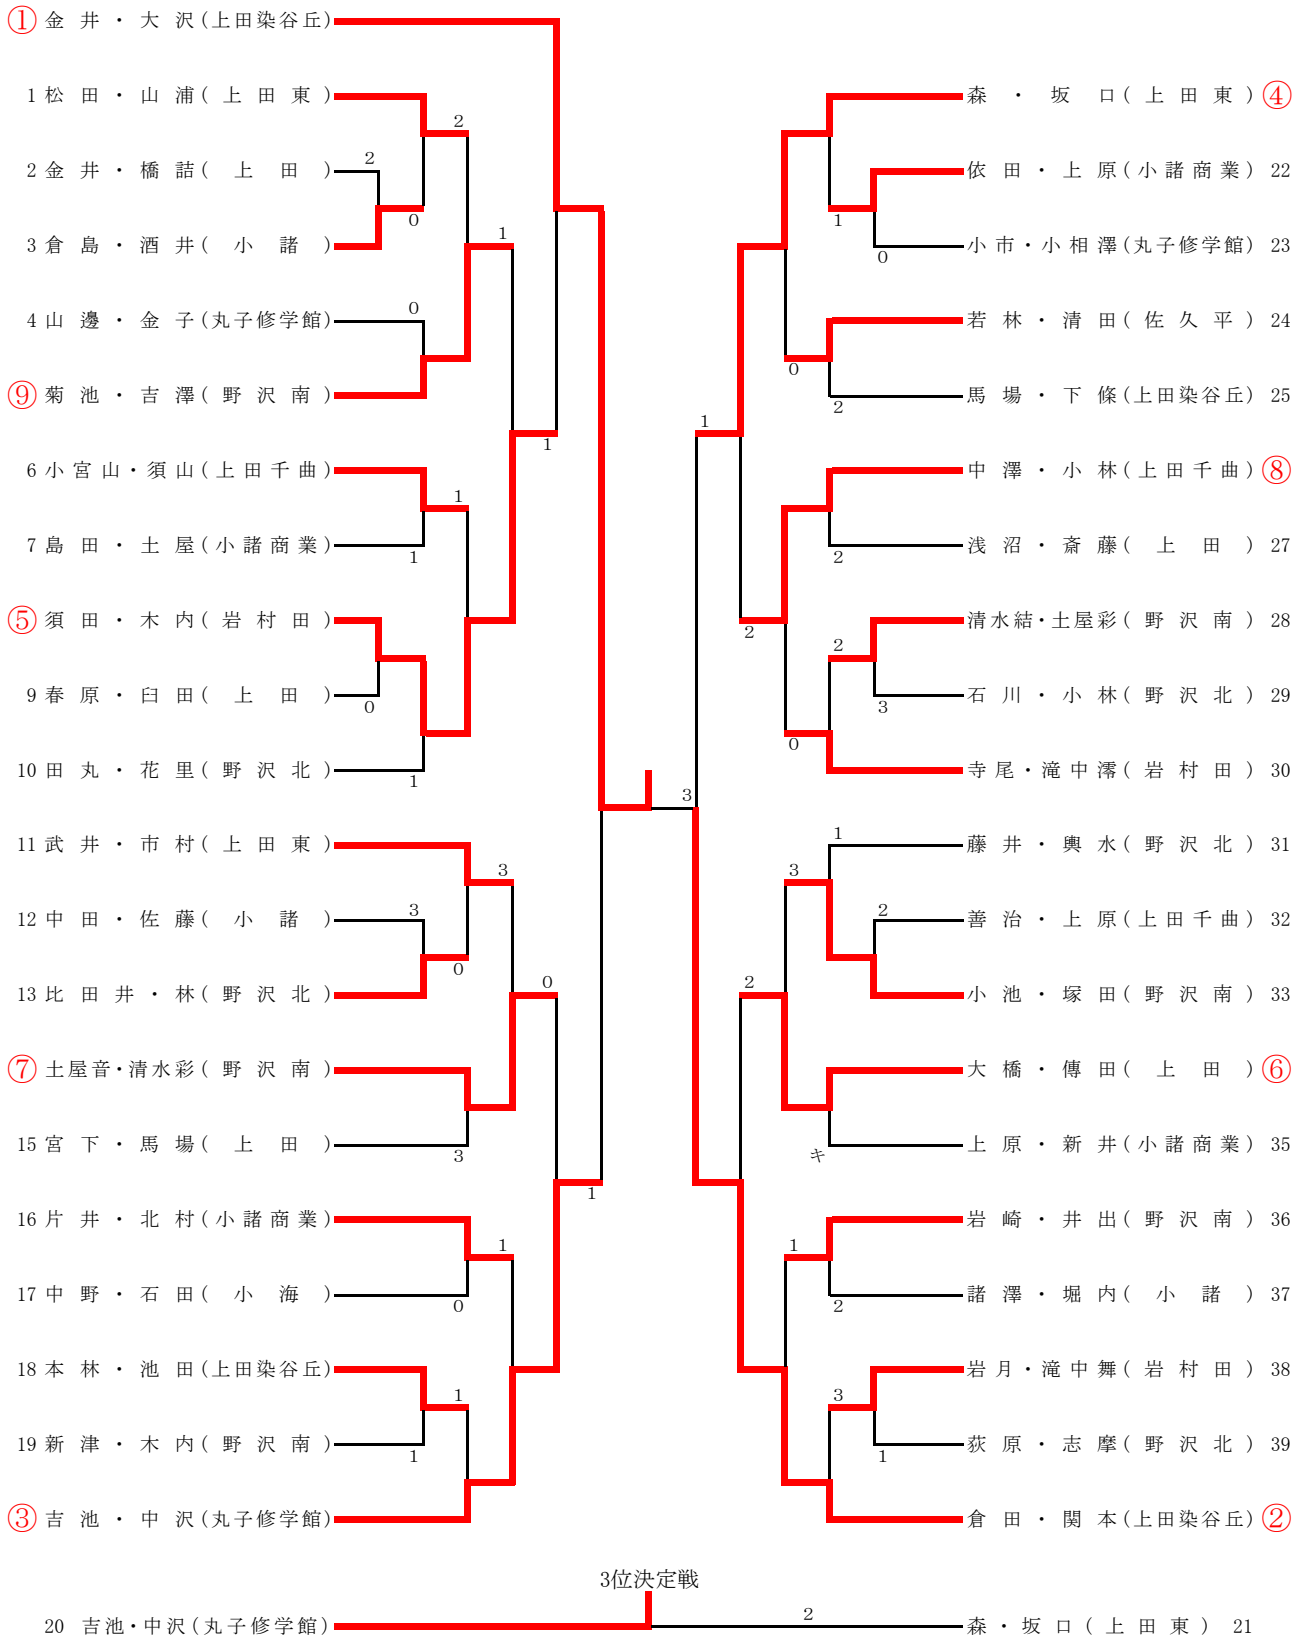 ① 金井・大沢(上田染谷丘)
1 松田・山浦(上田東)
森・坂口(上田東) ④
2
2 金井・橋詰(上田)
2
依田・上原(小諸商業) 22
0
1
3 倉島・酒井(小諸)
1
小市・小相澤(丸子修学館) 23
0
4 山邊・金子(丸子修学館)
0
若林・清田(佐久平) 24
0
⑨ 菊池・吉澤(野沢南)
馬場・下條(上田染谷丘) 25
2
1
1
6 小宮山・須山(上田千曲)
中澤・小林(上田千曲) ⑧
1
7 島田・土屋(小諸商業)
1
浅沼・斎藤(上田) 27
2
⑤ 須田・木内(岩村田)
清水結・土屋彩(野沢南) 28
2
2
9 春原・臼田(上田)
0
石川・小林(野沢北) 29
3
0
10 田丸・花里(野沢北)
1
寺尾・滝中澪(岩村田) 30
3
11 武井・市村(上田東)
1
藤井・輿水(野沢北) 31
3
3
12 中田・佐藤(小諸)
3
2
善治・上原(上田千曲) 32
0
13 比田井・林(野沢北)
0
2
小池・塚田(野沢南) 33
⑦ 土屋音・清水彩(野沢南)
大橋・傳田(上田) ⑥
15 宮下・馬場(上田)
3
キ
上原・新井(小諸商業) 35
1
16 片井・北村(小諸商業)
岩崎・井出(野沢南) 36
1
1
17 中野・石田(小海)
0
2
諸澤・堀内(小諸) 37
18 本林・池田(上田染谷丘)
岩月・滝中舞(岩村田) 38
1
3
19 新津・木内(野沢南)
1
1
荻原・志摩(野沢北) 39
③ 吉池・中沢(丸子修学館)
倉田・関本(上田染谷丘) ②
3位決定戦
20 吉池・中沢(丸子修学館)
2
森・坂口(上田東) 21